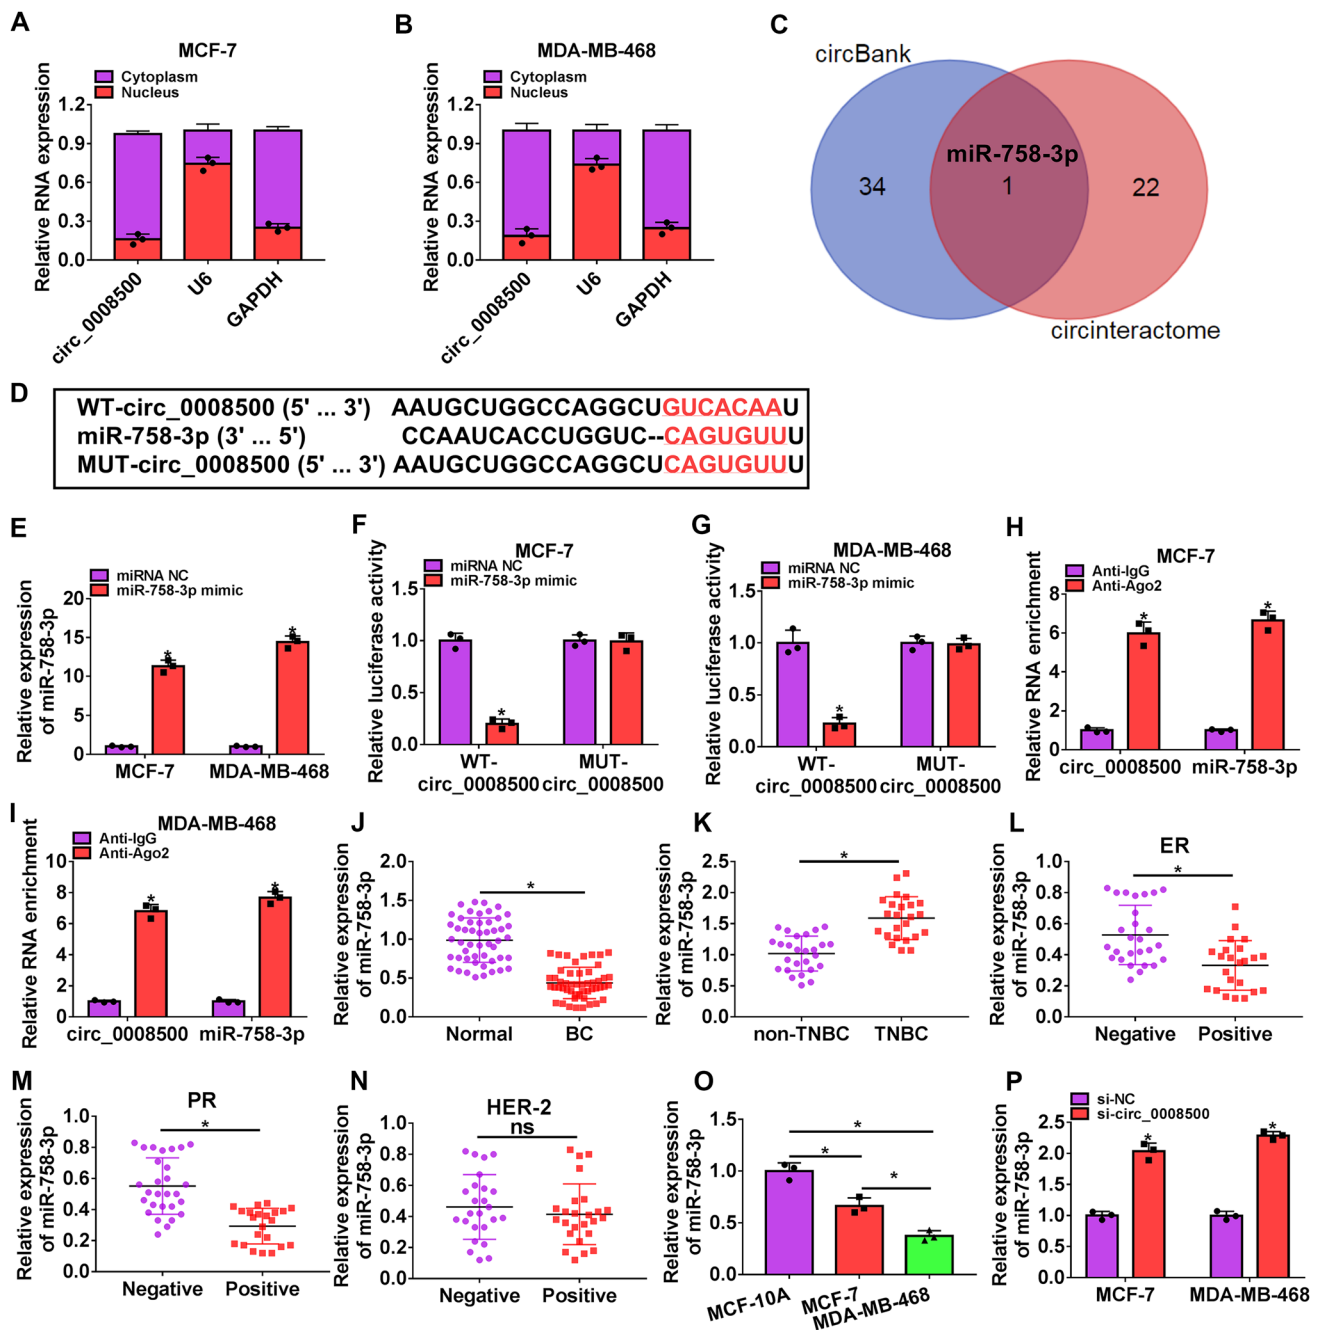 A
MCF-7
Cytoplasm
Nucleus
Relative RNA expression
1.2
0.9
0.6
0.3
0.0
circ_0008500
U6
GAPDH
B
MDA-MB-468
Cytoplasm
Nucleus
Relative RNA expression
1.2
0.9
0.6
0.3
0.0
circ_0008500
U6
GAPDH
C
circBank
miR-758-3p
34
1
22
circinteractome
D
WT-circ_0008500 (5' ... 3') AAUGCUGGCCAGGCUGUCACAAU
miR-758-3p (3' ... 5') CCAAUCACCUGGUC--CAGUGUUU
MUT-circ_0008500 (5' ... 3') AAUGCUGGCCAGGCUCAGUGUUU
E
miRNA NC
miR-758-3p mimic
Relative expression
of miR-758-3p
20
15
10
5
0
*
*
MCF-7
MDA-MB-468
F
MCF-7
miRNA NC
miR-758-3p mimic
Relative luciferase activity
1.5
1.0
0.5
0.0
*
WT-
circ_0008500
MUT-
circ_0008500
G
MDA-MB-468
miRNA NC
miR-758-3p mimic
Relative luciferase activity
1.5
1.0
0.5
0.0
*
WT-
circ_0008500
MUT-
circ_0008500
H
MCF-7
Anti-IgG
Anti-Ago2
Relative RNA enrichment
8
6
4
2
0
*
*
circ_0008500
miR-758-3p
I
MDA-MB-468
Anti-IgG
Anti-Ago2
Relative RNA enrichment
10
8
6
4
2
0
*
*
circ_0008500
miR-758-3p
J
Relative expression
of miR-758-3p
2.0
1.5
1.0
0.5
0.0
*
Normal
BC
K
Relative expression
of miR-758-3p
2.5
2.0
1.5
1.0
0.5
0.0
*
non-TNBC
TNBC
L
ER
Relative expression
of miR-758-3p
1.0
0.8
0.6
0.4
0.2
0.0
*
Negative
Positive
M
PR
Relative expression
of miR-758-3p
1.0
0.8
0.6
0.4
0.2
0.0
*
Negative
Positive
N
HER-2
ns
Relative expression
of miR-758-3p
1.0
0.8
0.6
0.4
0.2
0.0
Negative
Positive
O
Relative expression
of miR-758-3p
1.5
1.0
0.5
0.0
*
*
*
MCF-10A
MCF-7
MDA-MB-468
P
si-NC
si-circ_0008500
Relative expression
of miR-758-3p
2.5
2.0
1.5
1.0
0.5
0.0
*
*
MCF-7
MDA-MB-468